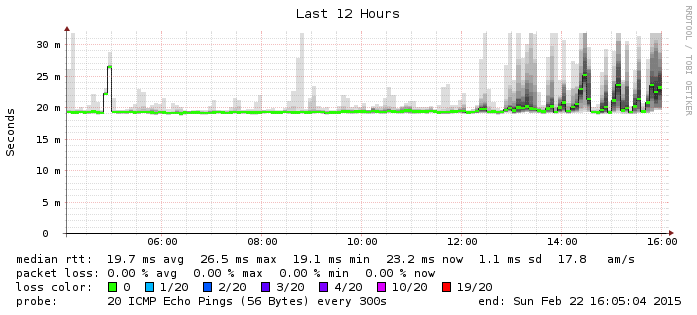 Last 12 Hours
RRDTOOL / TOBI OETIKER
Seconds
30 m
25 m
20 m
15 m
10 m
5 m
0
06:00 08:00 10:00 12:00 14:00 16:00
median rtt: 19.7 ms avg 26.5 ms max 19.1 ms min 23.2 ms now 1.1 ms sd 17.8 am/s
packet loss: 0.00 % avg 0.00 % max 0.00 % min 0.00 % now
loss color: 0 1/20 2/20 3/20 4/20 10/20 19/20
probe: 20 ICMP Echo Pings (56 Bytes) every 300s end: Sun Feb 22 16:05:04 2015